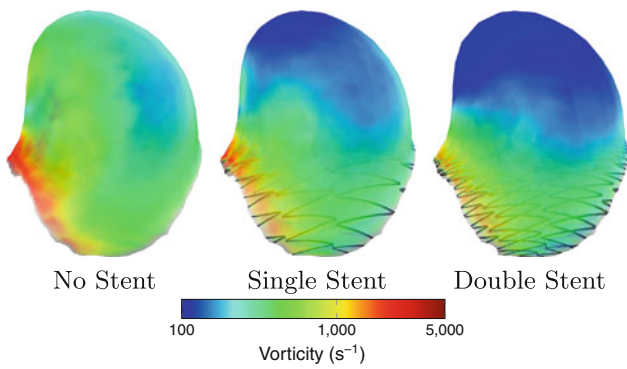 No Stent Single Stent Double Stent
100 1,000 5,000
Vorticity (s⁻¹)